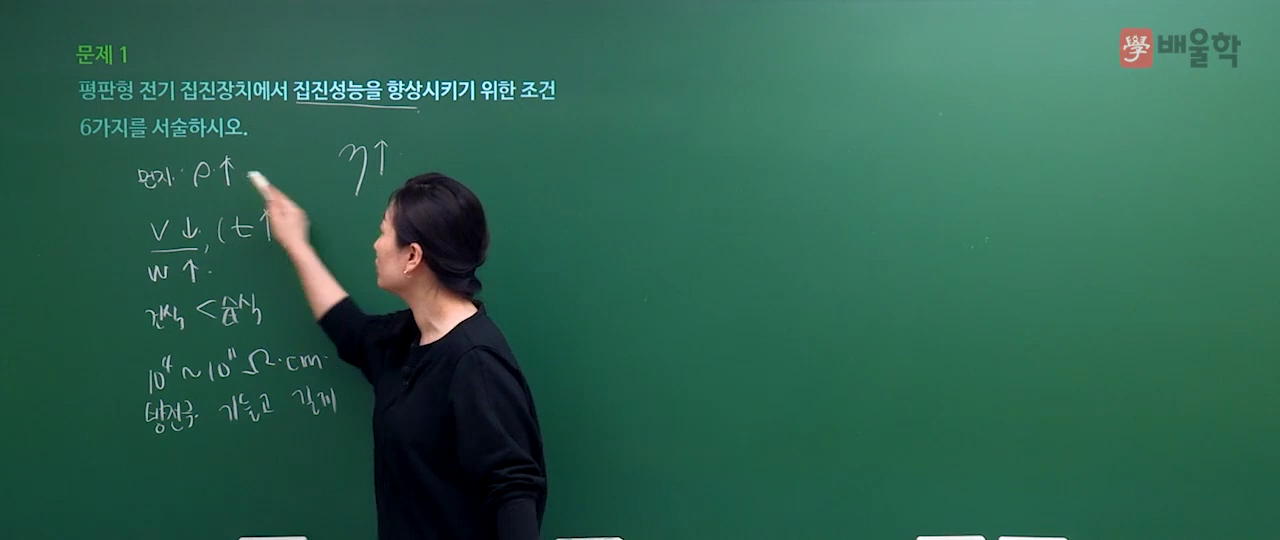 學 배울학
문제 1
평판형 전기 집진장치에서 집진성능을 향상시키기 위한 조건
6가지를 서술하시오.
η↑
먼지: ρ↑
V ↓, (t ↑
W ↑.
건식 < 습식
10⁴ ~ 10¹¹ Ω·cm.
방전극. 가늘고 길게